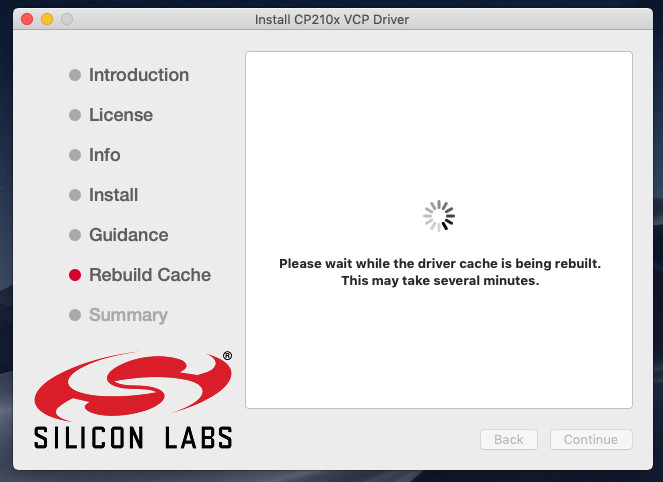 Install CP210x VCP Driver
Introduction
License
Info
Install
Guidance
Rebuild Cache
Summary
Please wait while the driver cache is being rebuilt.
This may take several minutes.
®
SILICON LABS
Back
Continue